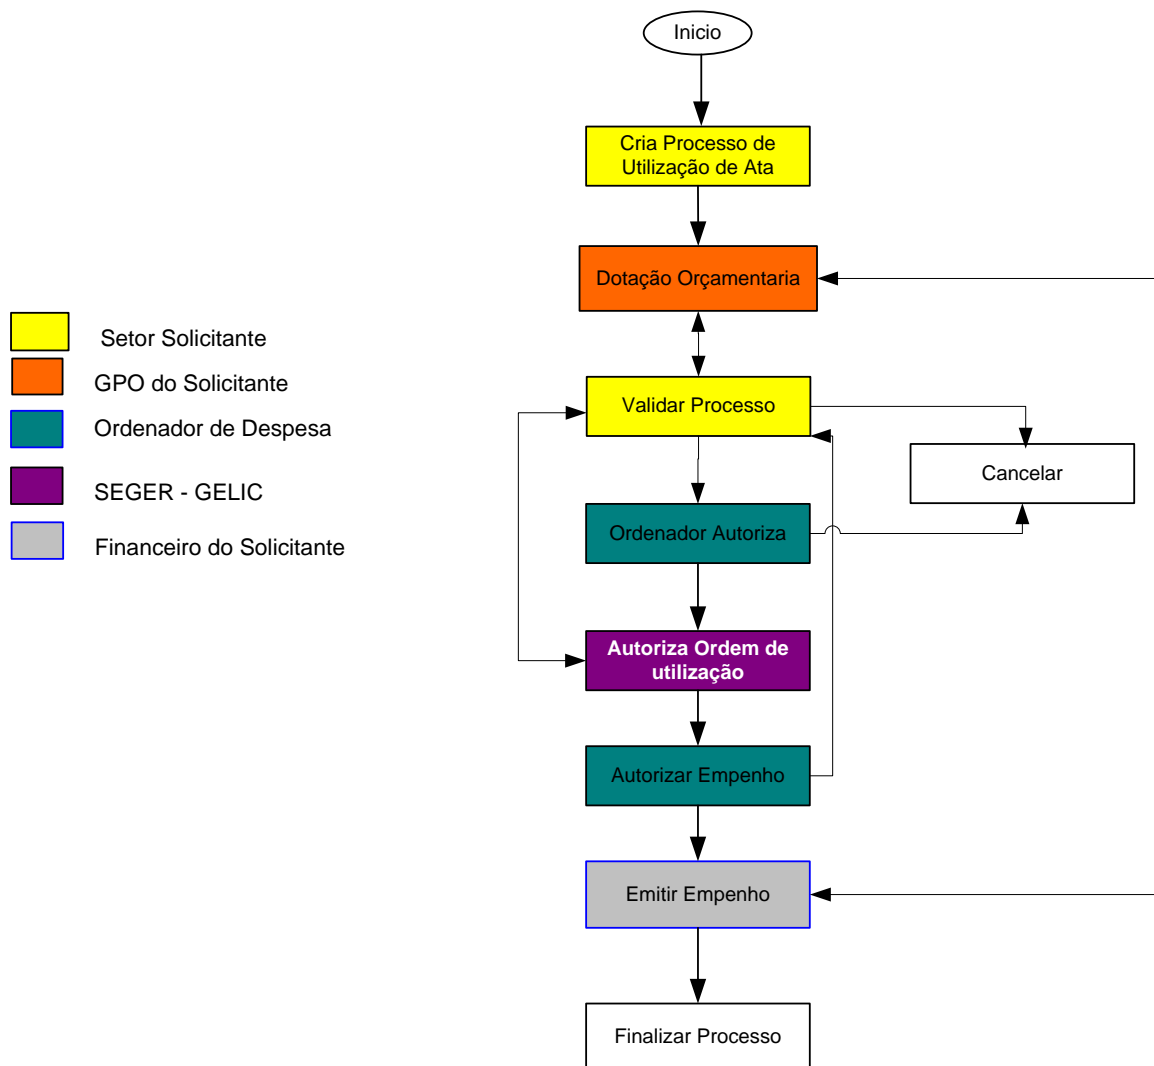 Inicio
Cria Processo de
Utilização de Ata
Dotação Orçamentaria
Setor Solicitante
GPO do Solicitante
Ordenador de Despesa
SEGER - GELIC
Financeiro do Solicitante
Validar Processo
Cancelar
Ordenador Autoriza
Autoriza Ordem de
utilização
Autorizar Empenho
Emitir Empenho
Finalizar Processo